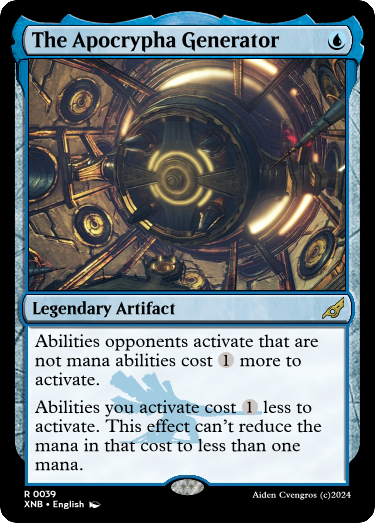 The Apocrypha Generator
Legendary Artifact
Abilities opponents activate that are
not mana abilities cost 1 more to
activate.
Abilities you activate cost 1 less to
activate. This effect can't reduce the
mana in that cost to less than one
mana.
R 0039
XNB • English
Aiden Cvengros (c)2024